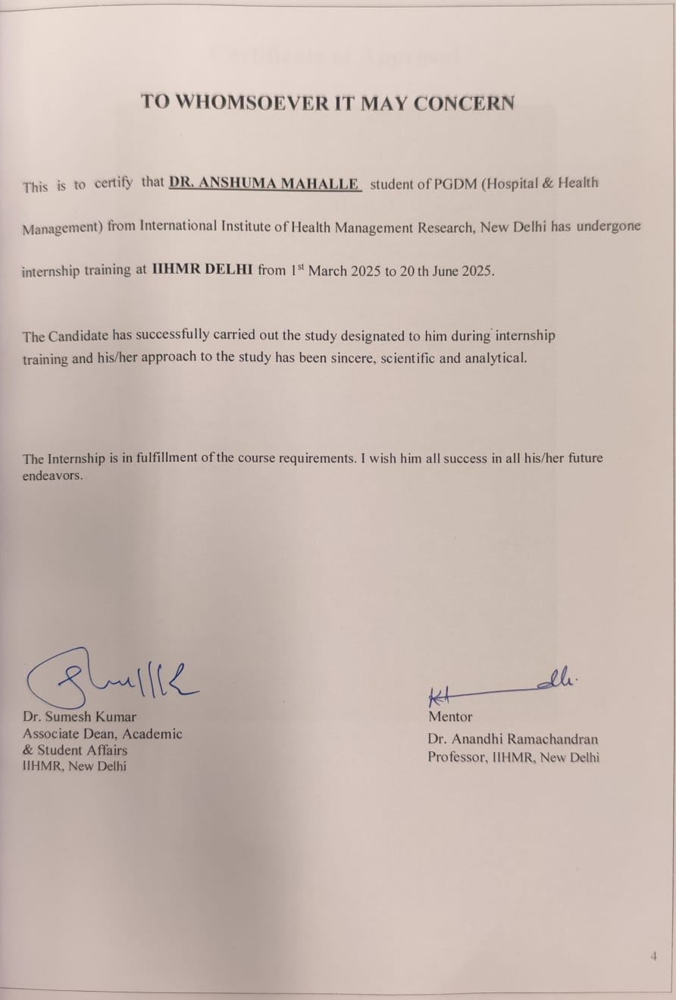 Certificate of Approval
TO WHOMSOEVER IT MAY CONCERN
This is to certify that DR. ANSHUMA MAHALLE student of PGDM (Hospital & Health
Management) from International Institute of Health Management Research, New Delhi has undergone
internship training at IIHMR DELHI from 1st March 2025 to 20 th June 2025.
The Candidate has successfully carried out the study designated to him during internship
training and his/her approach to the study has been sincere, scientific and analytical.
The Internship is in fulfillment of the course requirements. I wish him all success in all his/her future
endeavors.
Dr. Sumesh Kumar
Associate Dean, Academic
& Student Affairs
IIHMR, New Delhi
Mentor
Dr. Anandhi Ramachandran
Professor, IIHMR, New Delhi
4